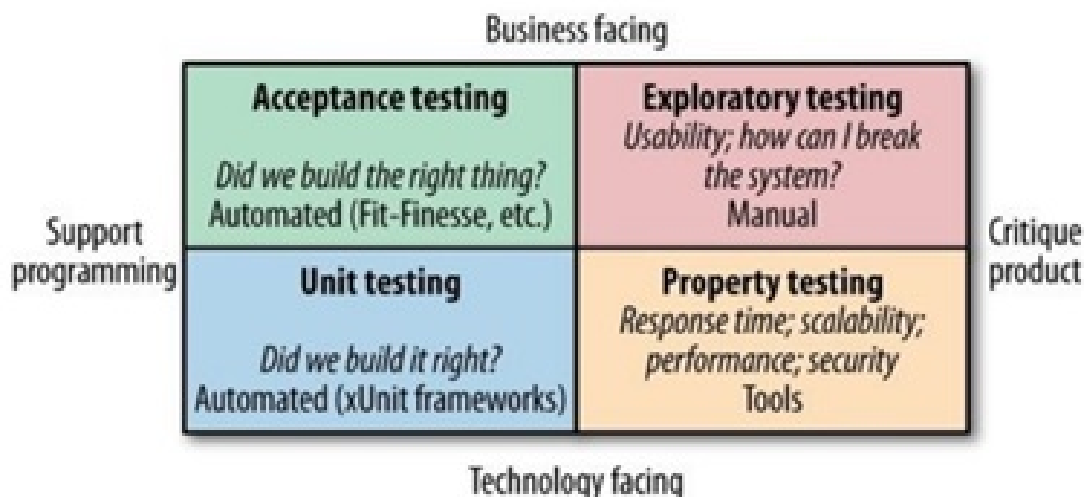 Business facing
Acceptance testing
Did we build the right thing?
Automated (Fit-Finesse, etc.)
Exploratory testing
Usability; how can I break
the system?
Manual
Support
programming
Critique
product
Unit testing
Did we build it right?
Automated (xUnit frameworks)
Property testing
Response time; scalability;
performance; security
Tools
Technology facing